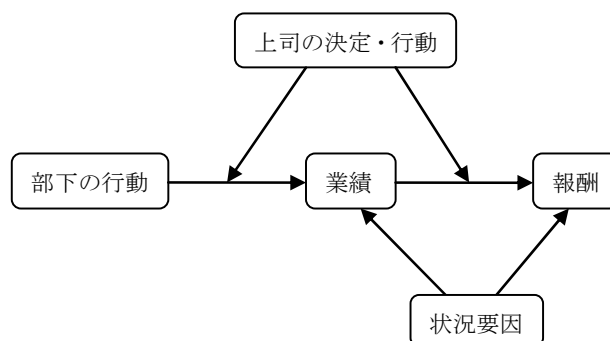 上司の決定・行動
部下の行動
業績
報酬
状況要因